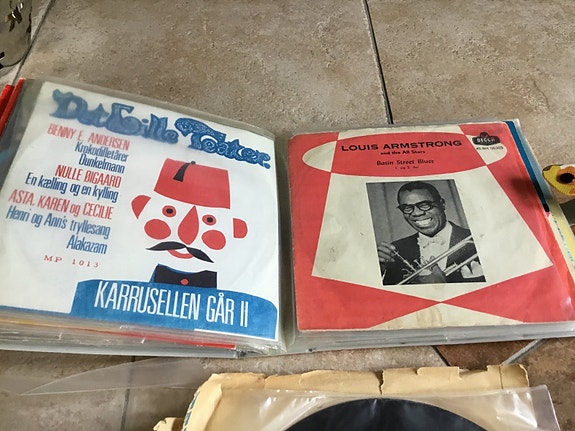 Det Lille Teater
BENNY E. ANDERSEN
Krokodilletårer
Dunkelmann
NULLE BIGAARD
En kælling og en kylling
ASTA, KAREN og CECILIE
Henri og Ann's tryllesang
Alakazam
MP 1013
KARRUSELLEN GÅR II
LOUIS ARMSTRONG
and the All Stars
Basin Street Blues
DECCA